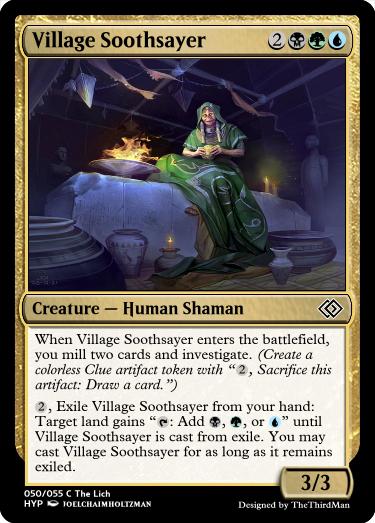 Village Soothsayer 2
Creature — Human Shaman
When Village Soothsayer enters the battlefield,
you mill two cards and investigate. (Create a
colorless Clue artifact token with “2, Sacrifice this
artifact: Draw a card.”)
2, Exile Village Soothsayer from your hand:
Target land gains “: Add , , or ” until
Village Soothsayer is cast from exile. You may
cast Village Soothsayer for as long as it remains
exiled.
3/3
050/055 C The Lich
HYP JOELCHAIMHOLTZMAN
Designed by TheThirdMan